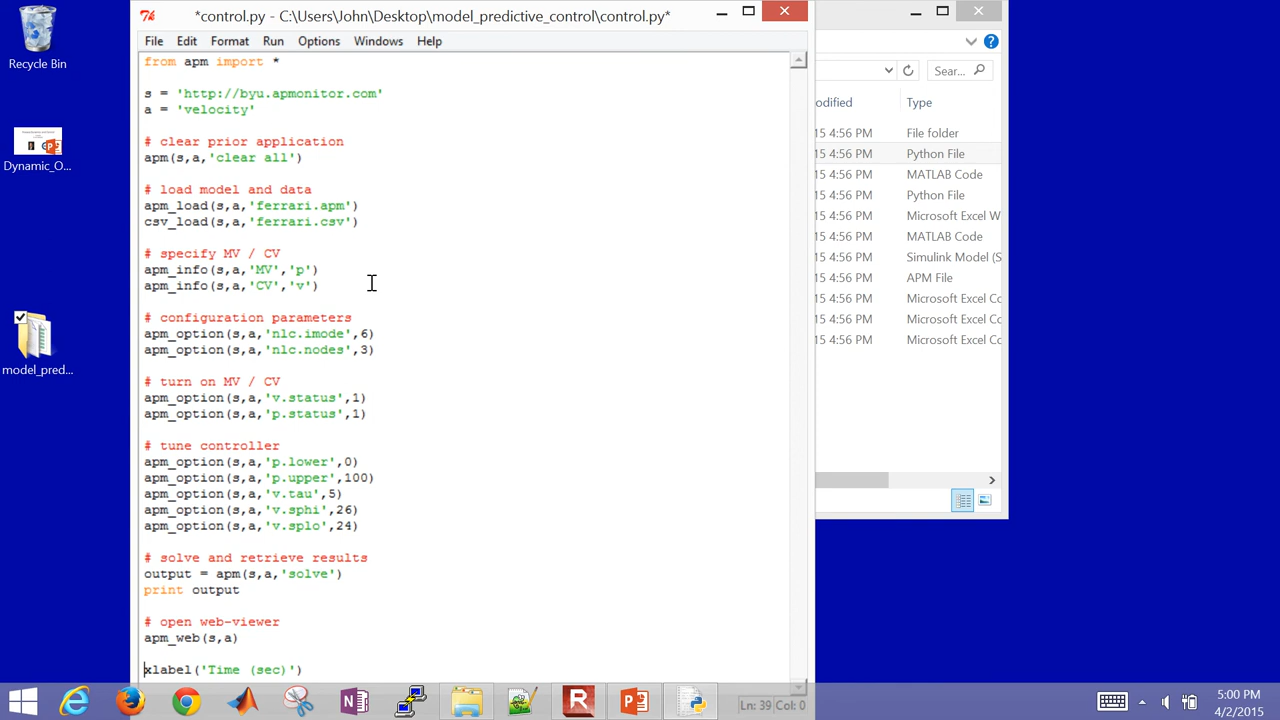 *control.py - C:\Users\John\Desktop\model_predictive_control\control.py*
File Edit Format Run Options Windows Help
from apm import *
s = 'http://byu.apmonitor.com'
a = 'velocity'
# clear prior application
apm(s,a,'clear all')
# load model and data
apm_load(s,a,'ferrari.apm')
csv_load(s,a,'ferrari.csv')
# specify MV / CV
apm_info(s,a,'MV','p')
apm_info(s,a,'CV','v')
# configuration parameters
apm_option(s,a,'nlc.imode',6)
apm_option(s,a,'nlc.nodes',3)
# turn on MV / CV
apm_option(s,a,'v.status',1)
apm_option(s,a,'p.status',1)
# tune controller
apm_option(s,a,'p.lower',0)
apm_option(s,a,'p.upper',100)
apm_option(s,a,'v.tau',5)
apm_option(s,a,'v.sphi',26)
apm_option(s,a,'v.splo',24)
# solve and retrieve results
output = apm(s,a,'solve')
print output
# open web-viewer
apm_web(s,a)
xlabel('Time (sec)')
Ln: 39 Col: 0
Recycle Bin
Dynamic_O...
model_pred...
Sear...
odified Type
15 4:56 PM File folder
15 4:56 PM Python File
15 4:56 PM MATLAB Code
15 4:56 PM Python File
15 4:56 PM Microsoft Excel W
15 4:56 PM MATLAB Code
15 4:56 PM Simulink Model (S
15 4:56 PM APM File
15 4:56 PM Microsoft Excel Co
15 4:56 PM Microsoft Excel Co
15 4:56 PM Microsoft Excel Co
5:00 PM
4/2/2015